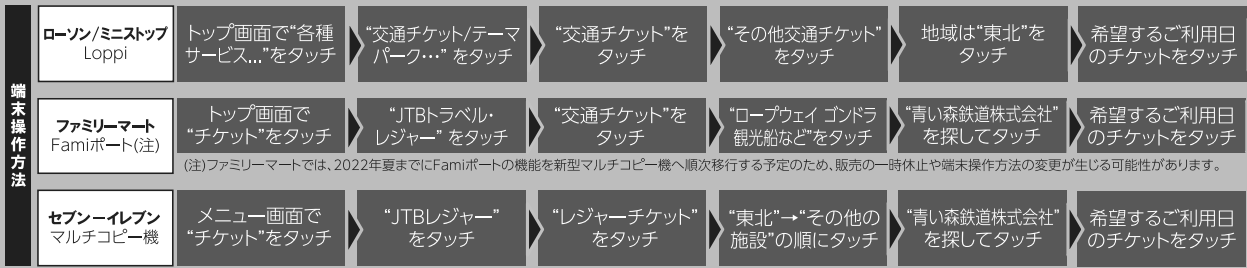 端末操作方法
ローソン/ミニストップ
Loppi
トップ画面で“各種
サービス...”をタッチ
“交通チケット/テーマ
パーク…” をタッチ
“交通チケット”を
タッチ
“その他交通チケット”
をタッチ
地域は“東北”を
タッチ
希望するご利用日
のチケットをタッチ
ファミリーマート
Famiポート(注)
トップ画面で
“チケット”をタッチ
“JTBトラベル・
レジャー” をタッチ
“交通チケット”を
タッチ
“ロープウェイ ゴンドラ
観光船など”をタッチ
“青い森鉄道株式会社”
を探してタッチ
希望するご利用日
のチケットをタッチ
(注)ファミリーマートでは、2022年夏までにFamiポートの機能を新型マルチコピー機へ順次移行する予定のため、販売の一時休止や端末操作方法の変更が生じる可能性があります。
セブン－イレブン
マルチコピー機
メニュー画面で
“チケット”をタッチ
“JTBレジャー”
をタッチ
“レジャーチケット”
をタッチ
“東北”→“その他の
施設”の順にタッチ
“青い森鉄道株式会社”
を探してタッチ
希望するご利用日
のチケットをタッチ